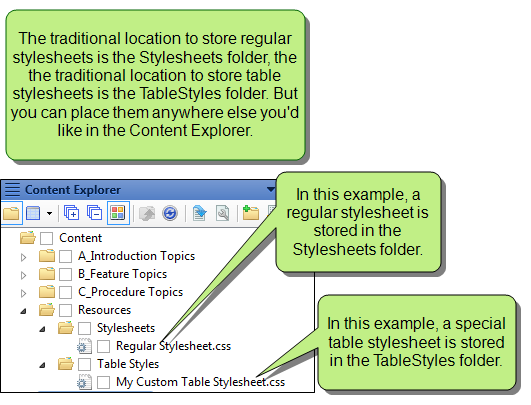 The traditional location to store regular
stylesheets is the Stylesheets folder, the
the traditional location to store table
stylesheets is the TableStyles folder. But
you can place them anywhere else you'd
like in the Content Explorer.
Content Explorer
In this example, a
regular stylesheet is
stored in the
Stylesheets folder.
Content
A_Introduction Topics
B_Feature Topics
C_Procedure Topics
Resources
Stylesheets
Regular Stylesheet.css
Table Styles
My Custom Table Stylesheet.css
In this example, a special
table stylesheet is stored
in the TableStyles folder.